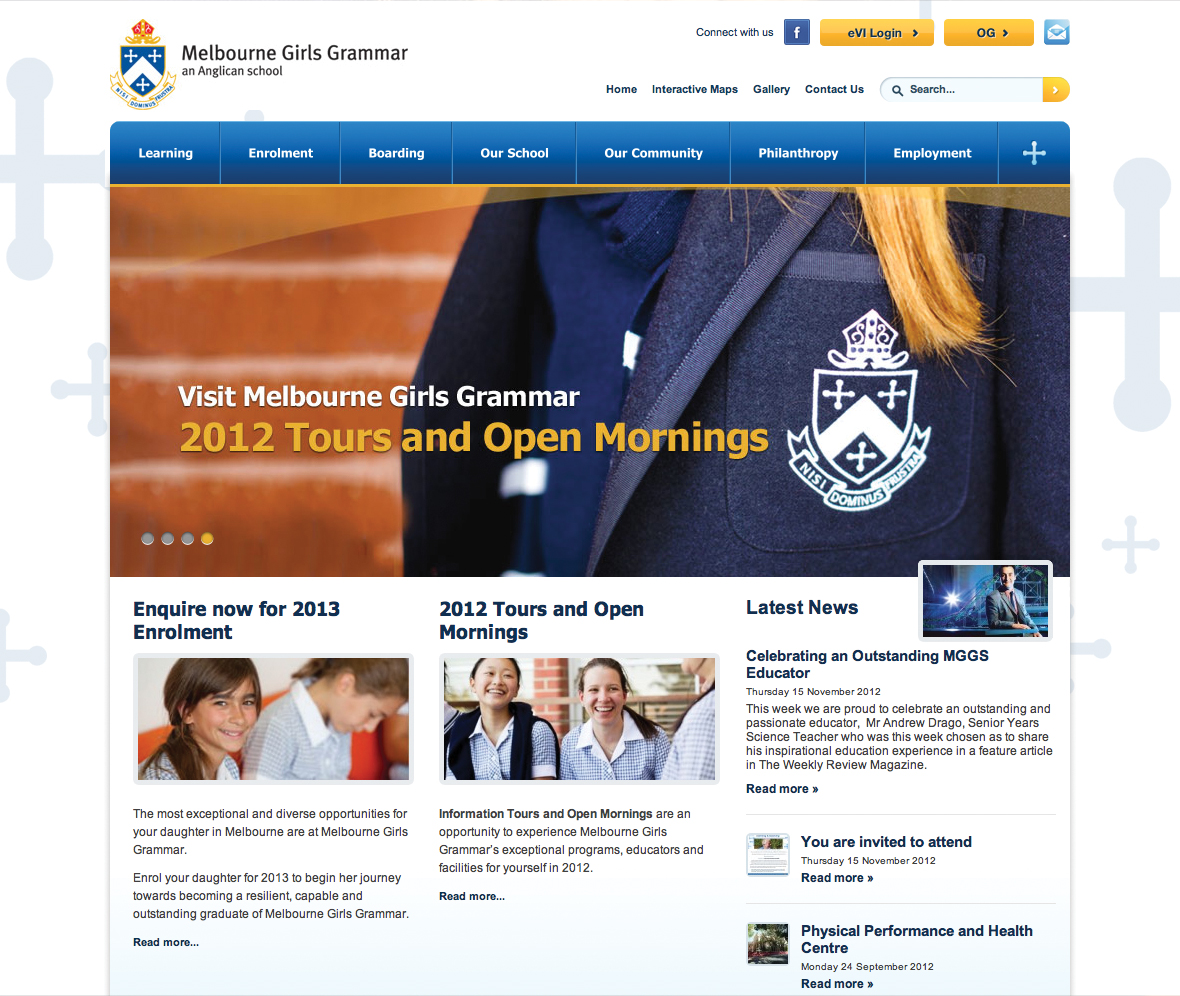 Melbourne Girls Grammar
an Anglican school
NISI DOMINUS FRUSTRA
Connect with us
f
eVI Login ›
OG ›
Home
Interactive Maps
Gallery
Contact Us
Search...
Learning
Enrolment
Boarding
Our School
Our Community
Philanthropy
Employment
Visit Melbourne Girls Grammar
2012 Tours and Open Mornings
NISI DOMINUS FRUSTRA
Enquire now for 2013
Enrolment
The most exceptional and diverse opportunities for
your daughter in Melbourne are at Melbourne Girls
Grammar.
Enrol your daughter for 2013 to begin her journey
towards becoming a resilient, capable and
outstanding graduate of Melbourne Girls Grammar.
Read more...
2012 Tours and Open
Mornings
Information Tours and Open Mornings are an
opportunity to experience Melbourne Girls
Grammar's exceptional programs, educators and
facilities for yourself in 2012.
Read more...
Latest News
Celebrating an Outstanding MGGS
Educator
Thursday 15 November 2012
This week we are proud to celebrate an outstanding and
passionate educator, Mr Andrew Drago, Senior Years
Science Teacher who was this week chosen as to share
his inspirational education experience in a feature article
in The Weekly Review Magazine.
Read more »
You are invited to attend
Thursday 15 November 2012
Read more »
Physical Performance and Health
Centre
Monday 24 September 2012
Read more »